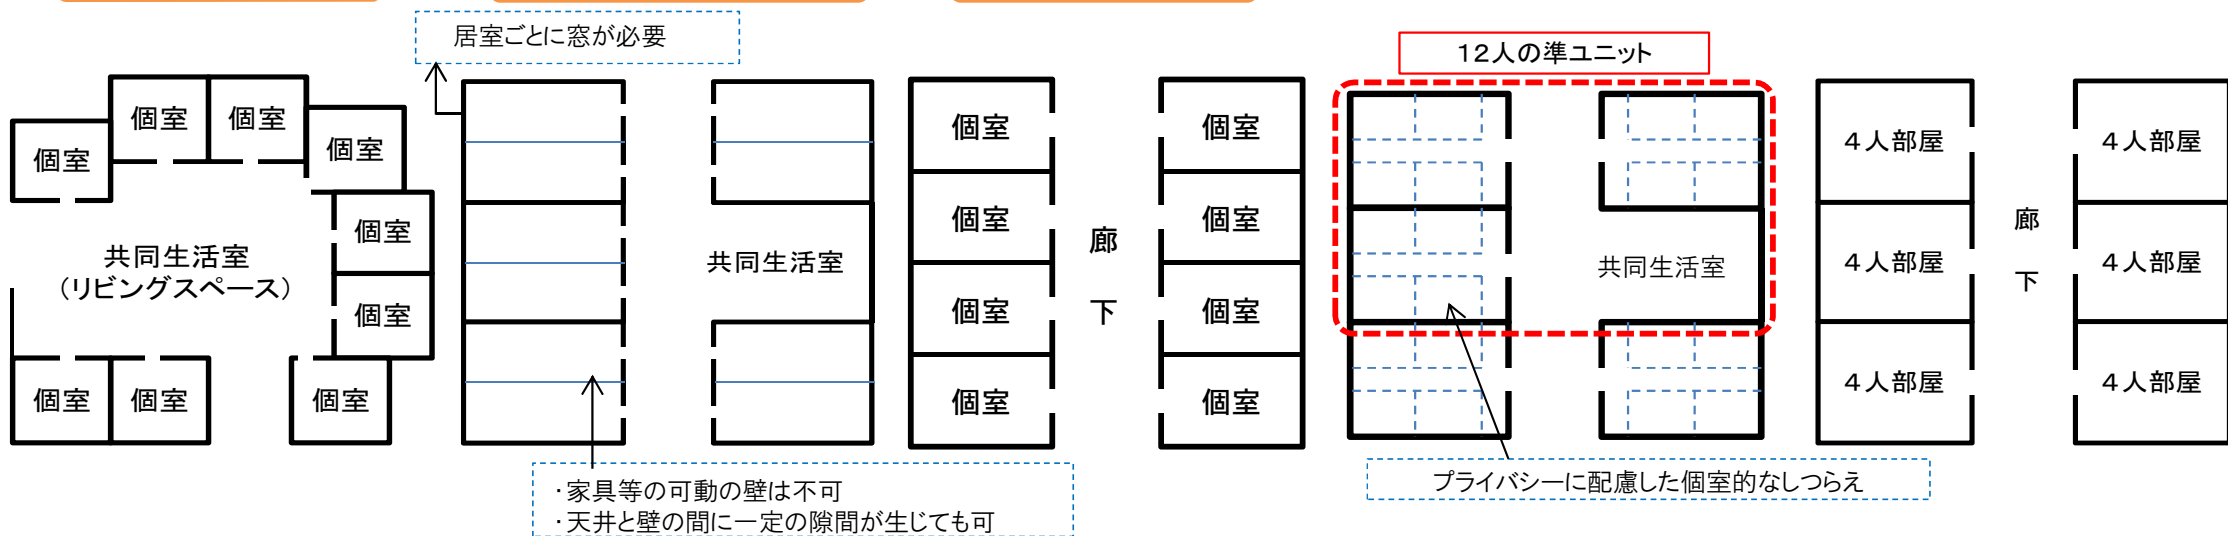 居室ごとに窓が必要
12人の準ユニット
個室
個室
個室
個室
個室
個室
共同生活室
（リビングスペース）
個室
個室
個室
共同生活室
・家具等の可動の壁は不可
・天井と壁の間に一定の隙間が生じても可
個室
個室
個室
個室
廊
下
個室
個室
個室
個室
共同生活室
プライバシーに配慮した個室的なしつらえ
４人部屋
４人部屋
４人部屋
廊
下
４人部屋
４人部屋
４人部屋